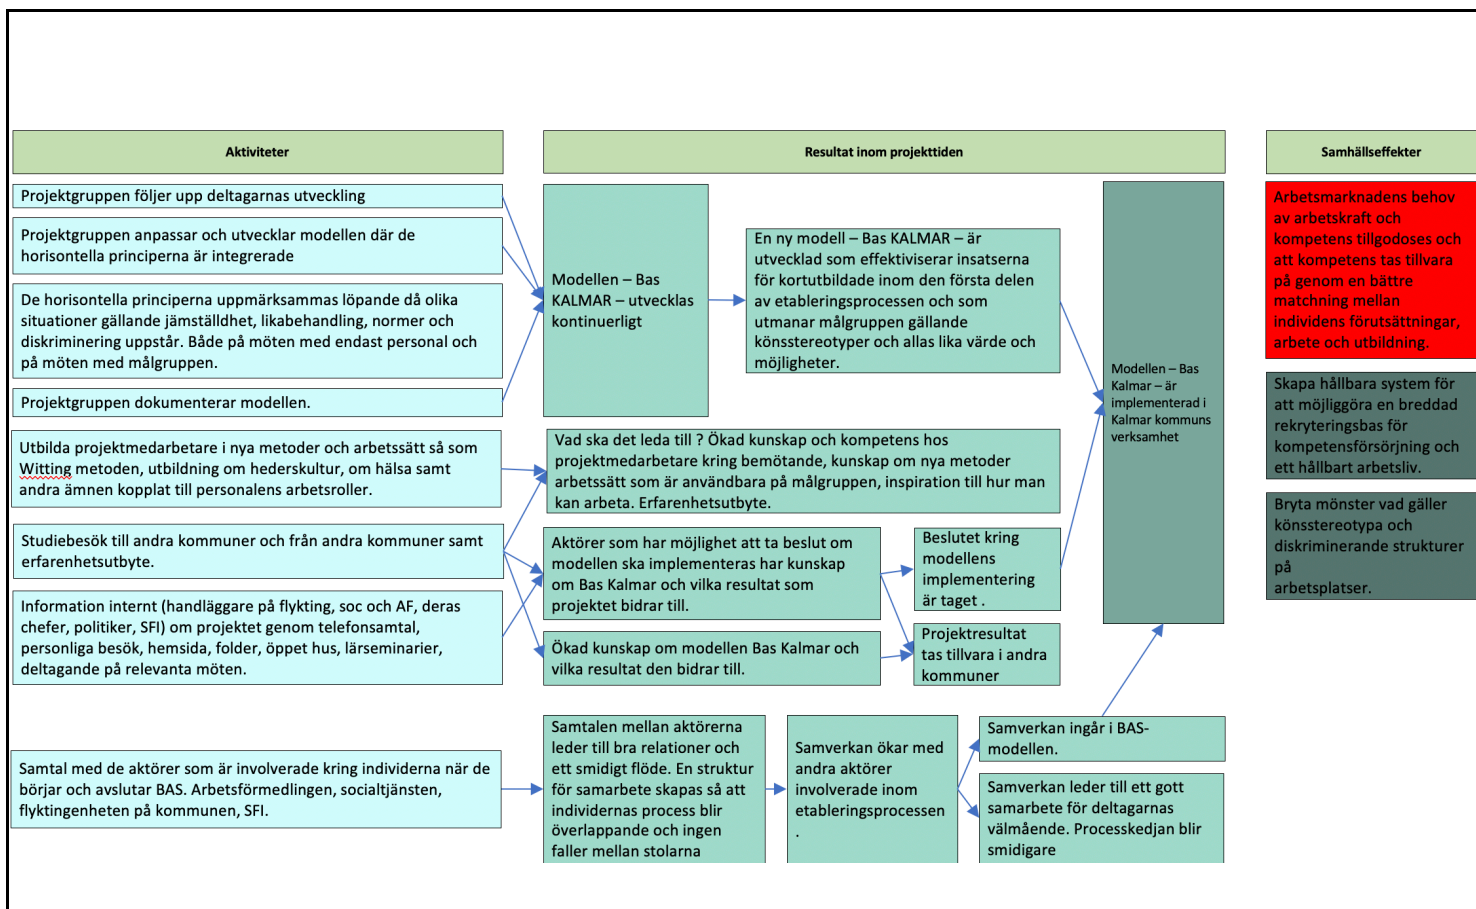 Aktiviteter
Resultat inom projekttiden
Samhällseffekter
Projektgruppen följer upp deltagarnas utveckling
Projektgruppen anpassar och utvecklar modellen där de
horisontella principerna är integrerade
De horisontella principerna uppmärksammas löpande då olika
situationer gällande jämställdhet, likabehandling, normer och
diskriminering uppstår. Både på möten med endast personal och
på möten med målgruppen.
Projektgruppen dokumenterar modellen.
Utbilda projektmedarbetare i nya metoder och arbetssätt så som
Witting metoden, utbildning om hederskultur, om hälsa samt
andra ämnen kopplat till personalens arbetsroller.
Studiebesök till andra kommuner och från andra kommuner samt
erfarenhetsutbyte.
Information internt (handläggare på flykting, soc och AF, deras
chefer, politiker, SFI) om projektet genom telefonsamtal,
personliga besök, hemsida, folder, öppet hus, lärseminarier,
deltagande på relevanta möten.
Samtal med de aktörer som är involverade kring individerna när de
börjar och avslutar BAS. Arbetsförmedlingen, socialtjänsten,
flyktingenheten på kommunen, SFI.
Modellen – Bas
KALMAR – utvecklas
kontinuerligt
En ny modell – Bas KALMAR – är
utvecklad som effektiviserar insatserna
för kortutbildade inom den första delen
av etableringsprocessen och som
utmanar målgruppen gällande
könsstereotyper och allas lika värde och
möjligheter.
Vad ska det leda till ? Ökad kunskap och kompetens hos
projektmedarbetare kring bemötande, kunskap om nya metoder
arbetssätt som är användbara på målgruppen, inspiration till hur man
kan arbeta. Erfarenhetsutbyte.
Aktörer som har möjlighet att ta beslut om
modellen ska implementeras har kunskap
om Bas Kalmar och vilka resultat som
projektet bidrar till.
Beslutet kring
modellens
implementering
är taget .
Ökad kunskap om modellen Bas Kalmar och
vilka resultat den bidrar till.
Projektresultat
tas tillvara i andra
kommuner
Samtalen mellan aktörerna
leder till bra relationer och
ett smidigt flöde. En struktur
för samarbete skapas så att
individernas process blir
överlappande och ingen
faller mellan stolarna
Samverkan ökar med
andra aktörer
involverade inom
etableringsprocessen
.
Samverkan ingår i BAS-
modellen.
Samverkan leder till ett gott
samarbete för deltagarnas
välmående. Processkedjan blir
smidigare
Modellen – Bas
Kalmar – är
implementerad i
Kalmar kommuns
verksamhet
Arbetsmarknadens behov
av arbetskraft och
kompetens tillgodoses och
att kompetens tas tillvara
på genom en bättre
matchning mellan
individens förutsättningar,
arbete och utbildning.
Skapa hållbara system för
att möjliggöra en breddad
rekryteringsbas för
kompetensförsörjning och
ett hållbart arbetsliv.
Bryta mönster vad gäller
könsstereotypa och
diskriminerande strukturer
på
arbetsplatser.